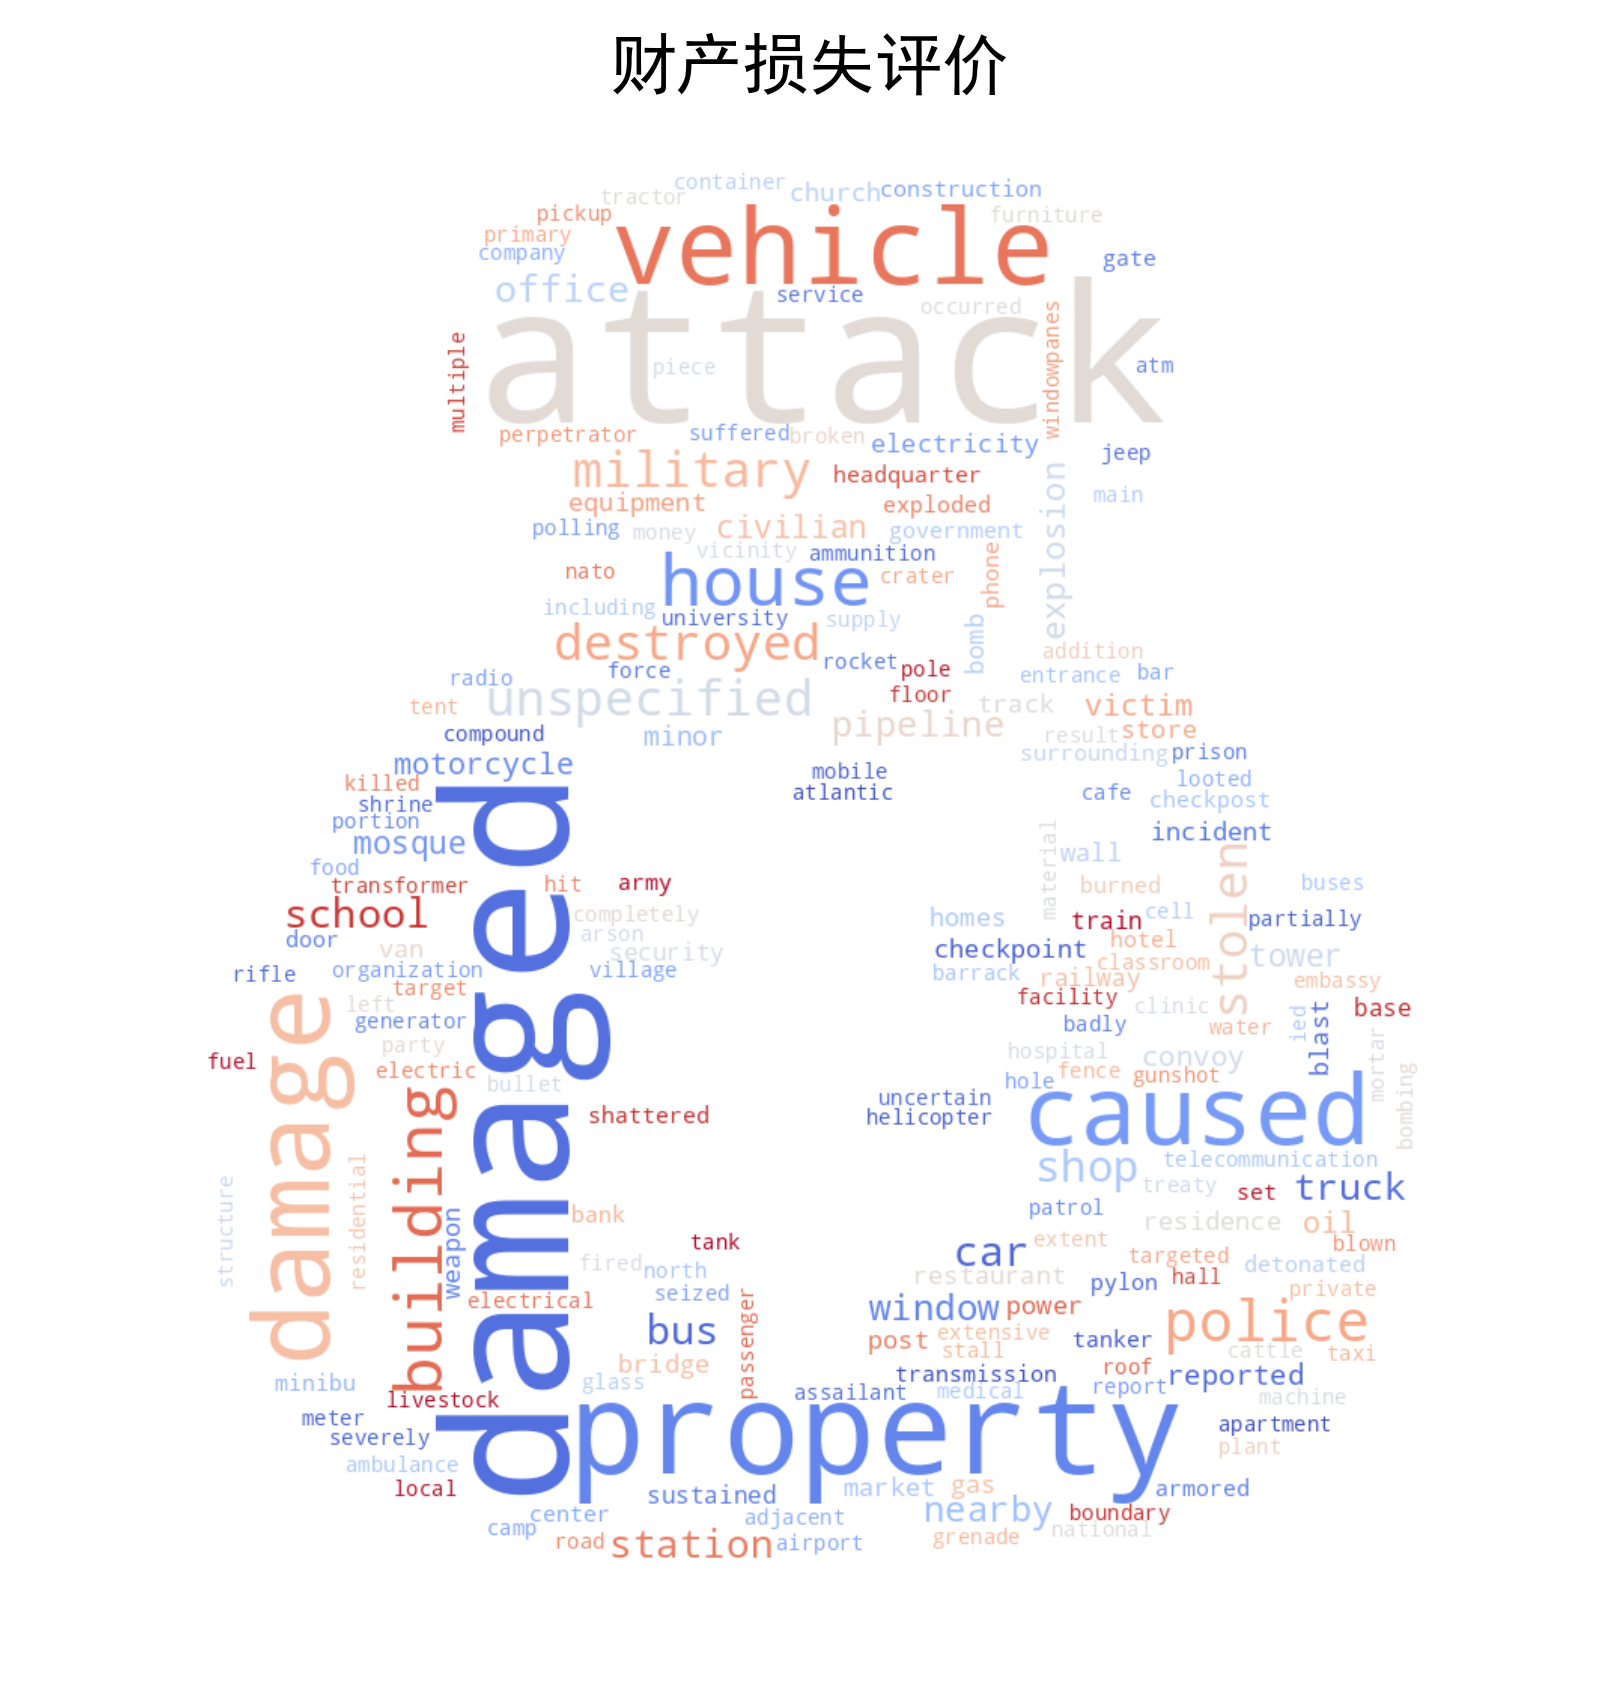 财产损失评价
container
tractor
church
construction
pickup
vehicle
furniture
primary
company
gate
office
service
occurred
attack
windowpanes
multiple
piece
atm
perpetrator
suffered
broken
electricity
jeep
military
headquarter
explosion
main
equipment
exploded
polling
money
civilian
government
vicinity
ammunition
phone
nato
house
crater
including
university
supply
bomb
destroyed
force
rocket
pole
addition
radio
entrance
bar
unspecified
floor
tent
track
victim
pipeline
store
compound
minor
result
surrounding
prison
motorcycle
mobile
looted
killed
atlantic
cafe
checkpost
shrine
damaged
portion
incident
mosque
material
wall
stolen
food
transformer
hit
army
burned
buses
school
completely
homes
train
cell
partially
door
arson
van
security
checkpoint
hotel
tower
rifle
organization
village
barrack
railway
classroom
embassy
target
damage
left
facility
clinic
base
generator
badly
water
ied
blast
party
hospital
convoy
mortar
fuel
electric
bullet
hole
fence
gunshot
bombing
building
shattered
uncertain
helicopter
caused
shop
telecommunication
structure
residential
treaty
set
truck
weapon
bank
patrol
residence
oil
tank
car
extent
blown
fired
north
restaurant
targeted
detonated
seized
pylon
hall
private
electrical
passenger
window
power
police
bus
post
extensive
tanker
stall
cattle
taxi
bridge
roof
minibu
glass
transmission
report
reported
livestock
assailant
medical
machine
meter
property
apartment
severely
plant
ambulance
local
sustained
market
gas
armored
center
adjacent
nearby
boundary
camp
road
station
airport
grenade
national